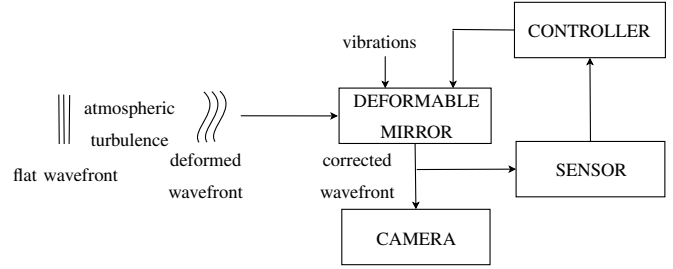 CONTROLLER
vibrations
DEFORMABLE
MIRROR
atmospheric
turbulence
flat wavefront
deformed
wavefront
corrected
wavefront
SENSOR
CAMERA